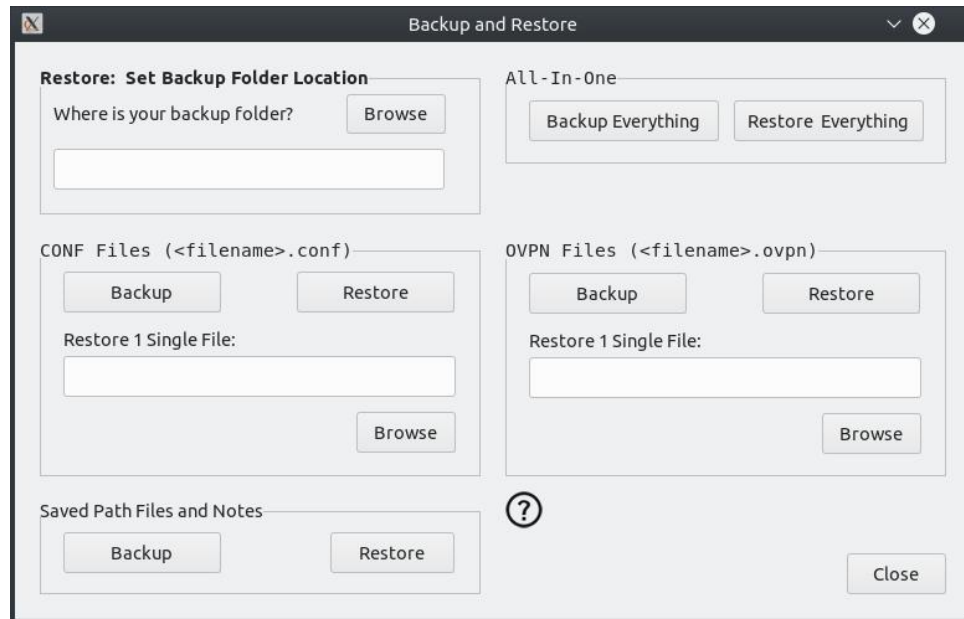 Backup and Restore
Restore: Set Backup Folder Location
Where is your backup folder?
Browse
All-In-One
Backup Everything
Restore Everything
CONF Files (<filename>.conf)
Backup
Restore
Restore 1 Single File:
Browse
OVPN Files (<filename>.ovpn)
Backup
Restore
Restore 1 Single File:
Browse
Saved Path Files and Notes
Backup
Restore
?
Close